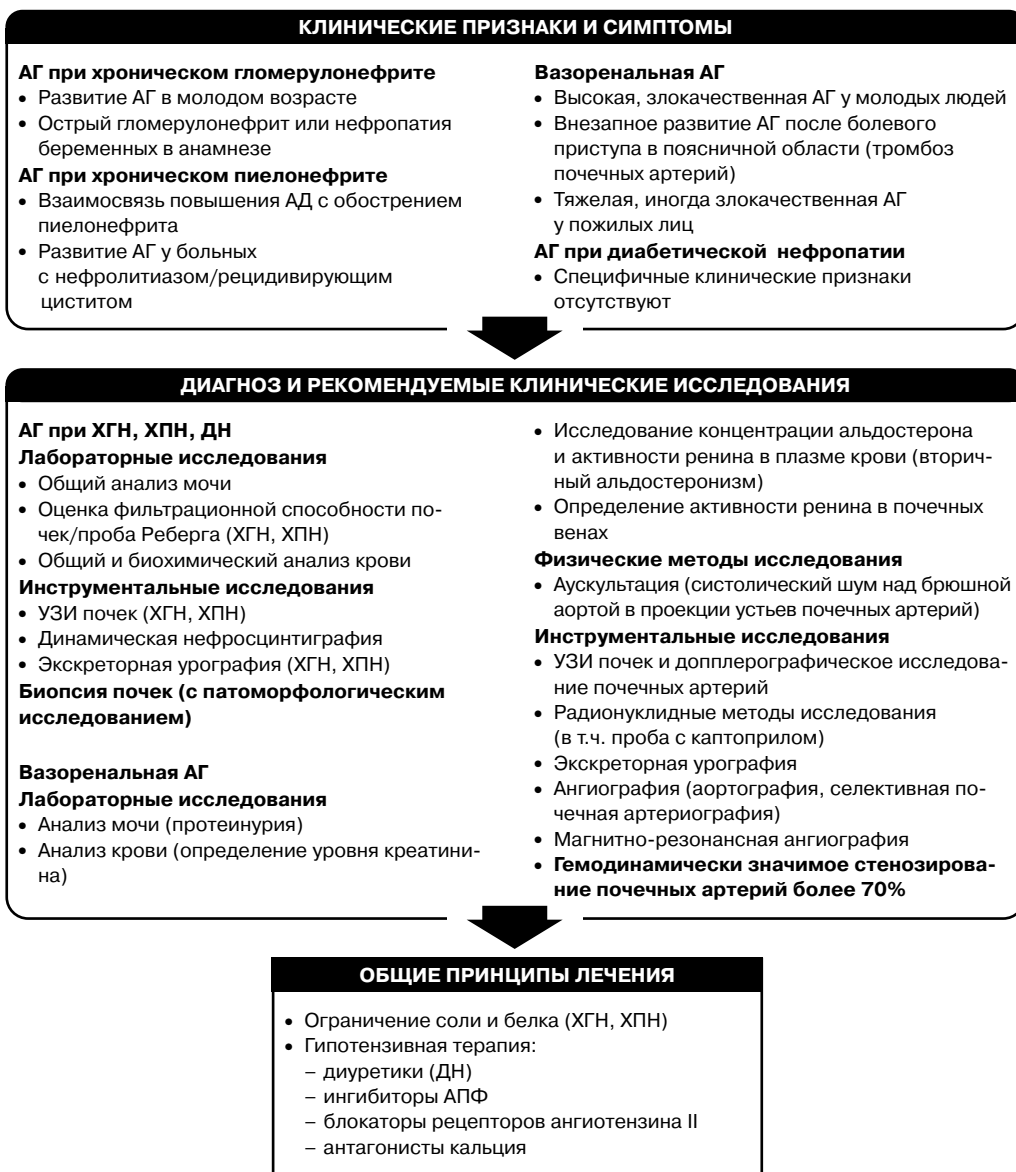 КЛИНИЧЕСКИЕ ПРИЗНАКИ И СИМПТОМЫ
АГ при хроническом гломерулонефрите
• Развитие АГ в молодом возрасте
• Острый гломерулонефрит или нефропатия
беременных в анамнезе
АГ при хроническом пиелонефрите
• Взаимосвязь повышения АД с обострением
пиелонефрита
• Развитие АГ у больных
с нефролитиазом/рецидивирующим
циститом
Вазоренальная АГ
• Высокая, злокачественная АГ у молодых людей
• Внезапное развитие АГ после болевого
приступа в поясничной области (тромбоз
почечных артерий)
• Тяжелая, иногда злокачественная АГ
у пожилых лиц
АГ при диабетической нефропатии
• Специфичные клинические признаки
отсутствуют
ДИАГНОЗ И РЕКОМЕНДУЕМЫЕ КЛИНИЧЕСКИЕ ИССЛЕДОВАНИЯ
АГ при ХГН, ХПН, ДН
Лабораторные исследования
• Общий анализ мочи
• Оценка фильтрационной способности по-
чек/проба Реберга (ХГН, ХПН)
• Общий и биохимический анализ крови
Инструментальные исследования
• УЗИ почек (ХГН, ХПН)
• Динамическая нефросцинтиграфия
• Экскреторная урография (ХГН, ХПН)
Биопсия почек (с патоморфологическим
исследованием)
Вазоренальная АГ
Лабораторные исследования
• Анализ мочи (протеинурия)
• Анализ крови (определение уровня креатини-
на)
• Исследование концентрации альдостерона
и активности ренина в плазме крови (вторич-
ный альдостеронизм)
• Определение активности ренина в почечных
венах
Физические методы исследования
• Аускультация (систолический шум над брюшной
аортой в проекции устьев почечных артерий)
Инструментальные исследования
• УЗИ почек и допплерографическое исследова-
ние почечных артерий
• Радионуклидные методы исследования
(в т.ч. проба с каптоприлом)
• Экскреторная урография
• Ангиография (аортография, селективная по-
чечная артериография)
• Магнитно-резонансная ангиография
• Гемодинамически значимое стенозирова-
ние почечных артерий более 70%
ОБЩИЕ ПРИНЦИПЫ ЛЕЧЕНИЯ
• Ограничение соли и белка (ХГН, ХПН)
• Гипотензивная терапия:
– диуретики (ДН)
– ингибиторы АПФ
– блокаторы рецепторов ангиотензина II
– антагонисты кальция